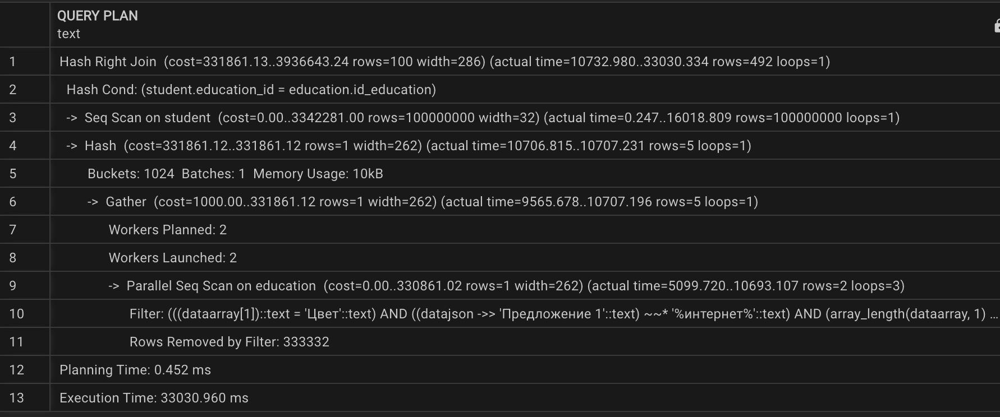 QUERY PLAN
text
1 Hash Right Join (cost=331861.13..3936643.24 rows=100 width=286) (actual time=10732.980..33030.334 rows=492 loops=1)
2 Hash Cond: (student.education_id = education.id_education)
3 -> Seq Scan on student (cost=0.00..3342281.00 rows=100000000 width=32) (actual time=0.247..16018.809 rows=100000000 loops=1)
4 -> Hash (cost=331861.12..331861.12 rows=1 width=262) (actual time=10706.815..10707.231 rows=5 loops=1)
5 Buckets: 1024 Batches: 1 Memory Usage: 10kB
6 -> Gather (cost=1000.00..331861.12 rows=1 width=262) (actual time=9565.678..10707.196 rows=5 loops=1)
7 Workers Planned: 2
8 Workers Launched: 2
9 -> Parallel Seq Scan on education (cost=0.00..330861.02 rows=1 width=262) (actual time=5099.720..10693.107 rows=2 loops=3)
10 Filter: (((dataarray[1])::text = 'Цвет'::text) AND ((datajson ->> 'Предложение 1'::text) ~~* '%интернет%'::text) AND (array_length(dataarray, 1) ...
11 Rows Removed by Filter: 333332
12 Planning Time: 0.452 ms
13 Execution Time: 33030.960 ms